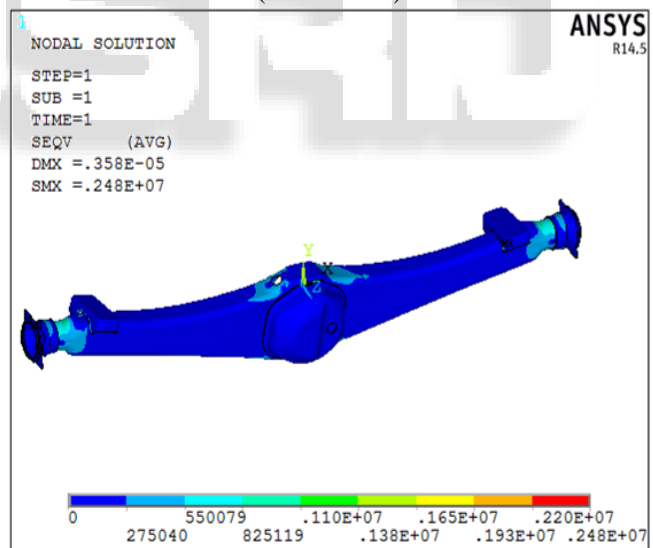 1
ANSYS
R14.5
NODAL SOLUTION
STEP=1
SUB =1
TIME=1
SEQV (AVG)
DMX =.358E-05
SMX =.248E+07
Y
X
Z
MX
0 550079 .110E+07 .165E+07 .220E+07
275040 825119 .138E+07 .193E+07 .248E+07